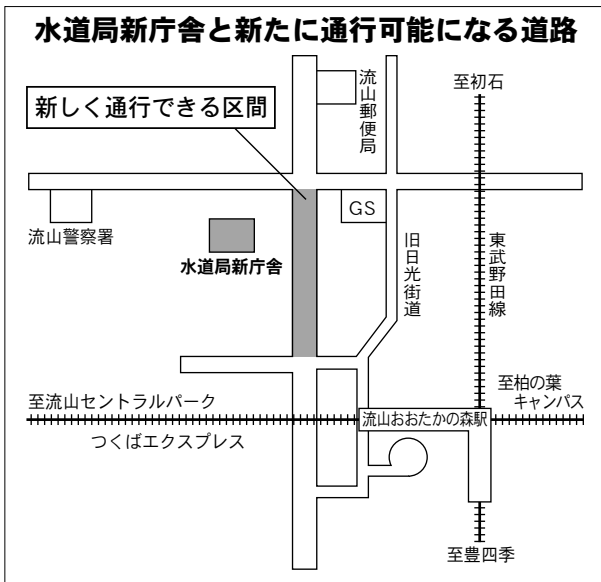 水道局新庁舎と新たに通行可能になる道路
新しく通行できる区間
流山郵便局
至初石
GS
流山警察署
水道局新庁舎
旧日光街道
東武野田線
至柏の葉
キャンパス
至流山セントラルパーク
流山おおたかの森駅
つくばエクスプレス
至豊四季